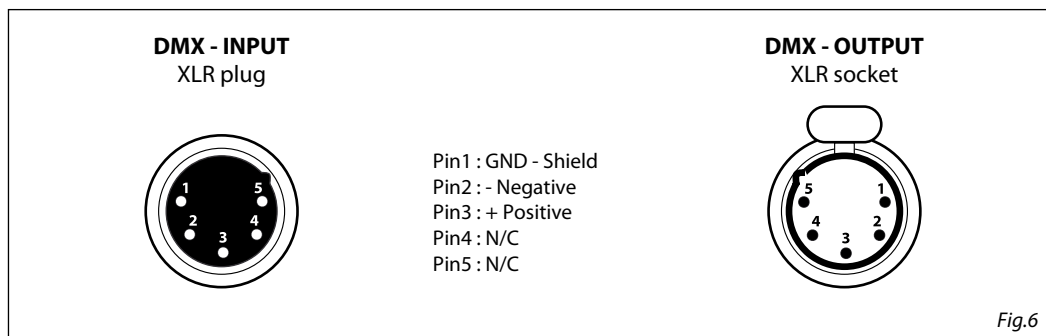 DMX - INPUT
XLR plug
1
5
2
4
3
Pin1 : GND - Shield
Pin2 : - Negative
Pin3 : + Positive
Pin4 : N/C
Pin5 : N/C
DMX - OUTPUT
XLR socket
5
1
4
2
3
Fig.6